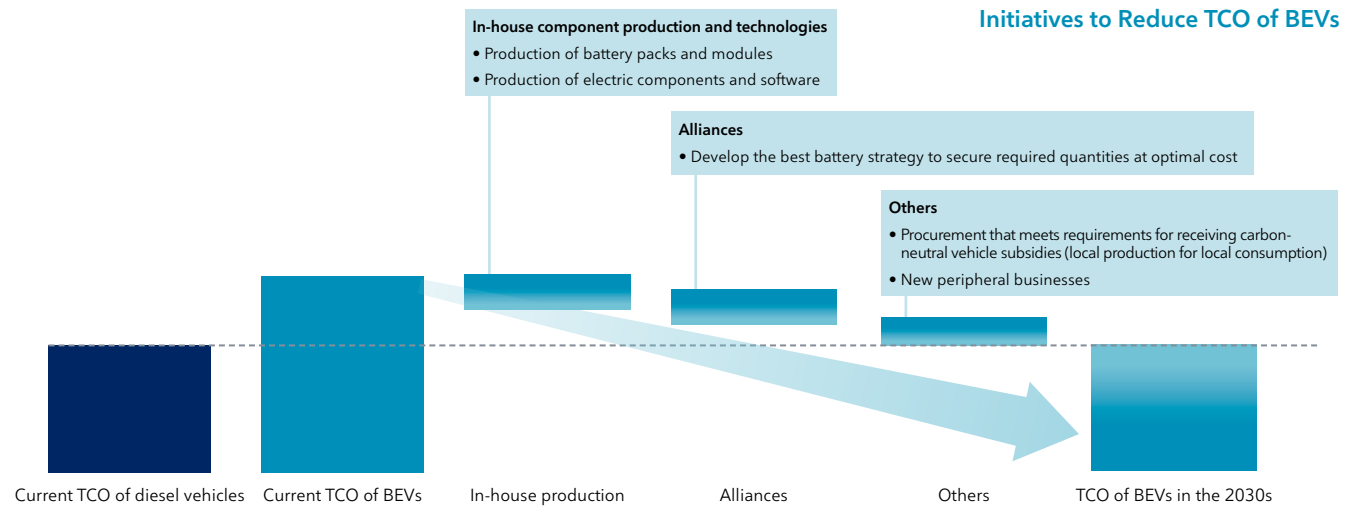 Initiatives to Reduce TCO of BEVs
In-house component production and technologies
• Production of battery packs and modules
• Production of electric components and software
Alliances
• Develop the best battery strategy to secure required quantities at optimal cost
Others
• Procurement that meets requirements for receiving carbon-
neutral vehicle subsidies (local production for local consumption)
• New peripheral businesses
Current TCO of diesel vehicles
Current TCO of BEVs
In-house production
Alliances
Others
TCO of BEVs in the 2030s